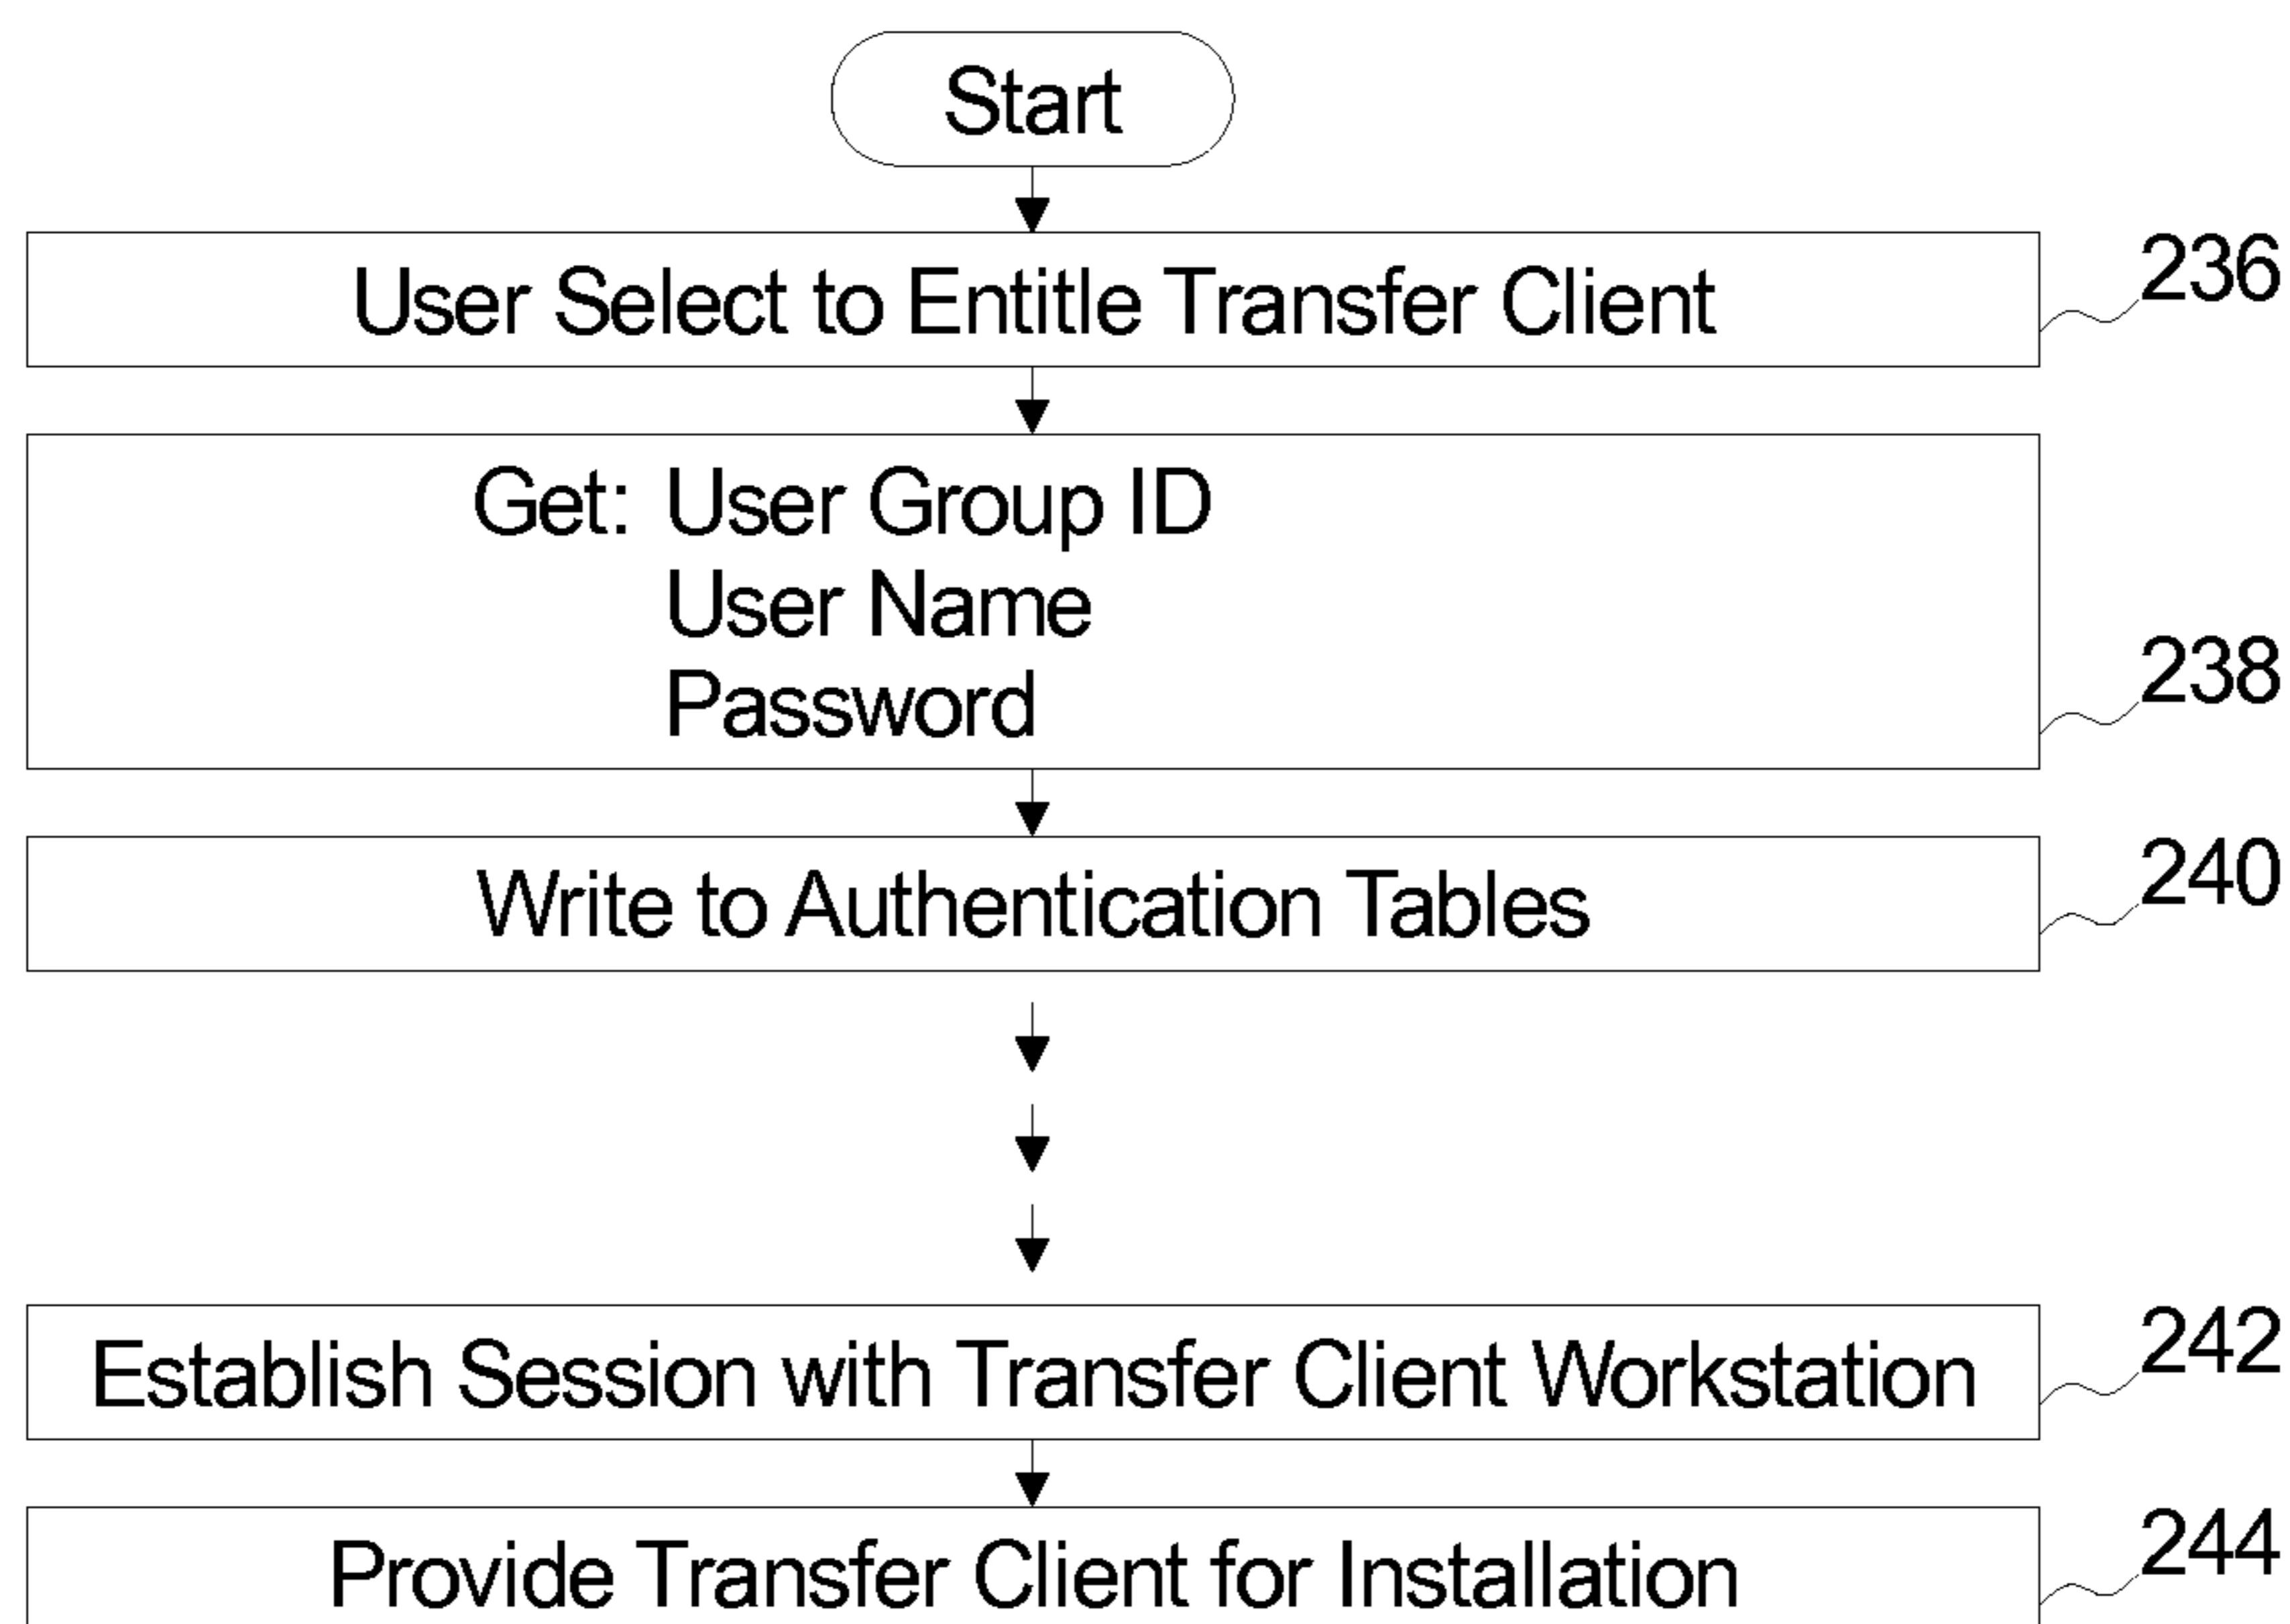 Start
User Select to Entitle Transfer Client
236
Get: User Group ID
User Name
Password
238
Write to Authentication Tables
240
Establish Session with Transfer Client Workstation
242
Provide Transfer Client for Installation
244